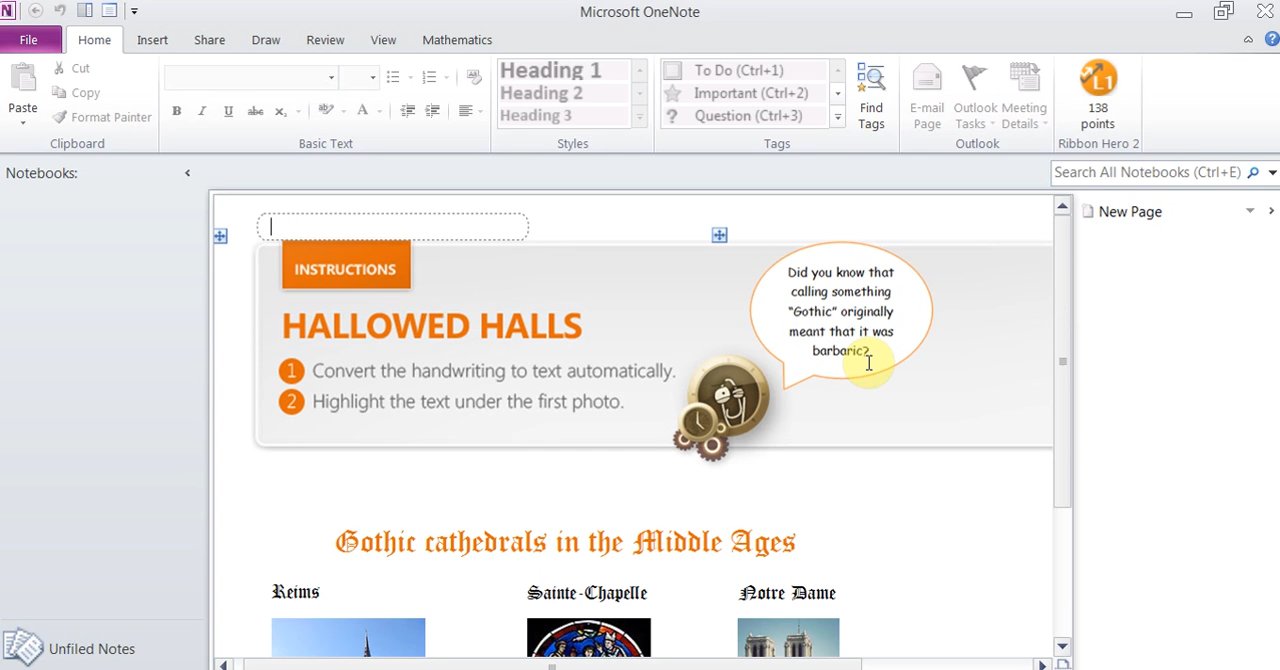 Microsoft OneNote
File Home Insert Share Draw Review View Mathematics
Paste
Cut
Copy
Format Painter
Clipboard
B I U abc X₂ A
Basic Text
Heading 1
Heading 2
Heading 3
Styles
To Do (Ctrl+1)
Important (Ctrl+2)
? Question (Ctrl+3)
Tags
Find
Tags
E-mail
Page
Outlook
Tasks
Meeting
Details
Outlook
L1
138
points
Ribbon Hero 2
Notebooks:
Search All Notebooks (Ctrl+E)
New Page
INSTRUCTIONS
HALLOWED HALLS
1 Convert the handwriting to text automatically.
2 Highlight the text under the first photo.
Did you know that
calling something
"Gothic" originally
meant that it was
barbaric?
Gothic cathedrals in the Middle Ages
Reims
Sainte-Chapelle
Notre Dame
Unfiled Notes